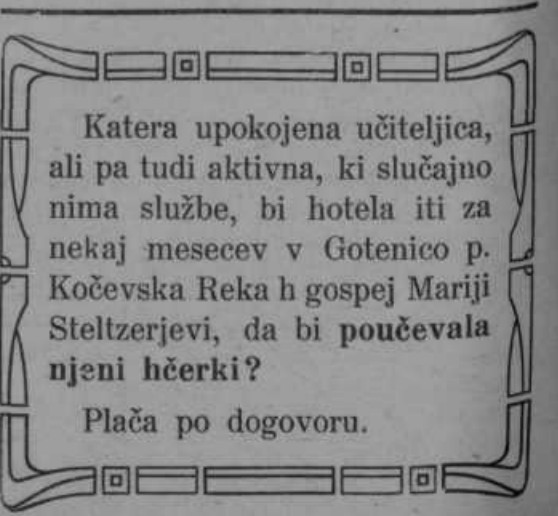 Katera upokojena učiteljica,
ali pa tudi aktivna, ki slučajno
nima službe, bi hotela iti za
nekaj mesecev v Gotenico p.
Kočevska Reka h gospej Mariji
Steltzerjevi, da bi poučevala
njeni hčerki?
Plača po dogovoru.